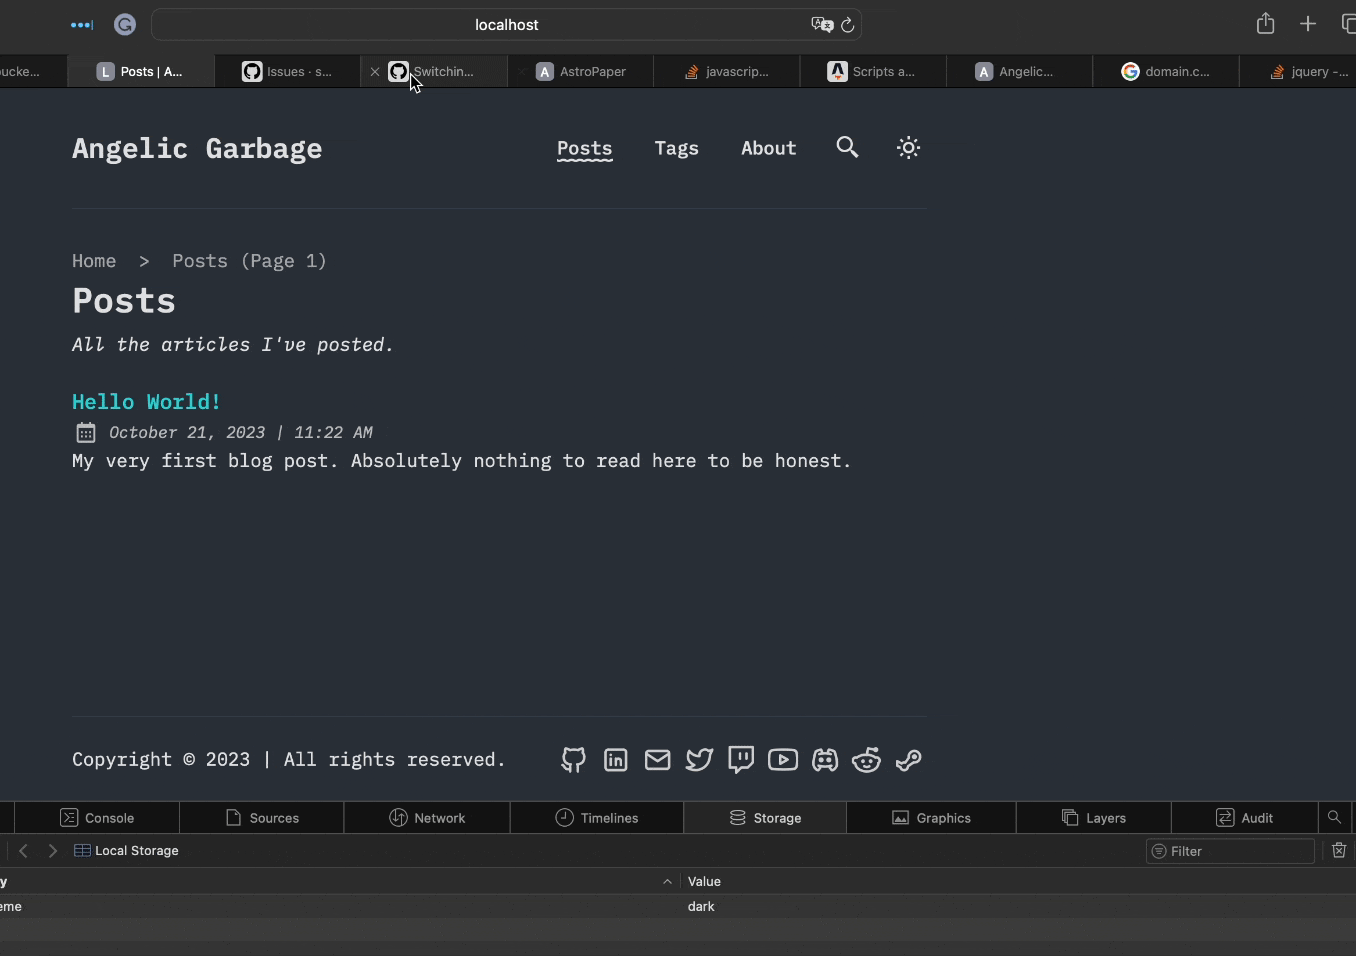 localhost
ucke...
L Posts | A...
Issues · s...
Switchin...
A AstroPaper
javascrip...
Scripts a...
A Angelic...
G domain.c...
jquery -...
Angelic Garbage
Posts
Tags
About
Home > Posts (Page 1)
Posts
All the articles I've posted.
Hello World!
October 21, 2023 | 11:22 AM
My very first blog post. Absolutely nothing to read here to be honest.
Copyright © 2023 | All rights reserved.
Console
Sources
Network
Timelines
Storage
Graphics
Layers
Audit
Local Storage
Filter
y
Value
eme
dark